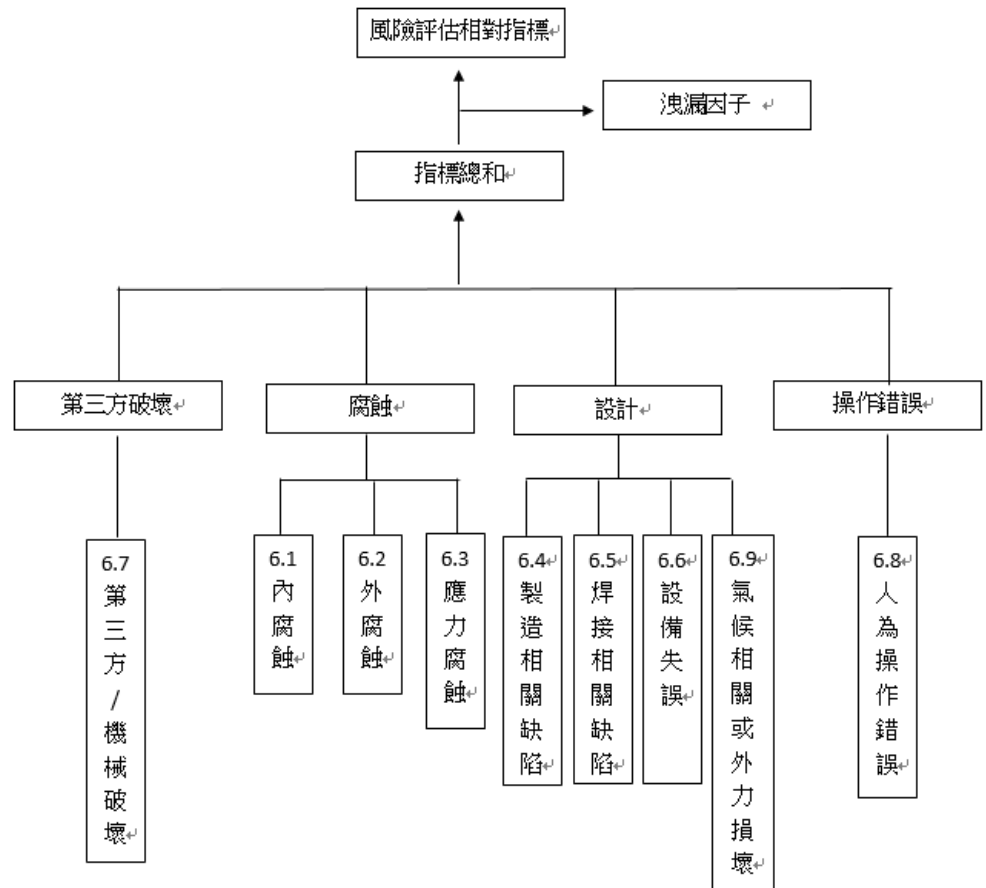 風險評估相對指標
洩漏因子
指標總和
第三方破壞
腐蝕
設計
操作錯誤
6.7
第三方/機械破壞
6.1
內腐蝕
6.2
外腐蝕
6.3
應力腐蝕
6.4
製造相關缺陷
6.5
焊接相關缺陷
6.6
設備失誤
6.9
氣候相關或外力損壞
6.8
人為操作錯誤